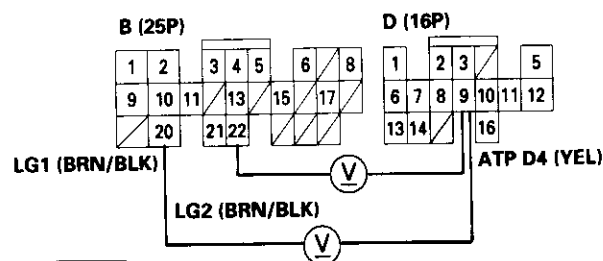 B (25P) D (16P)
1 2 3 4 5 6 8 1 2 3 5
9 10 11 13 15 17 6 7 8 9 10 11 12
20 21 22 13 14 16
LG1 (BRN/BLK) V ATP D4 (YEL)
LG2 (BRN/BLK)
V